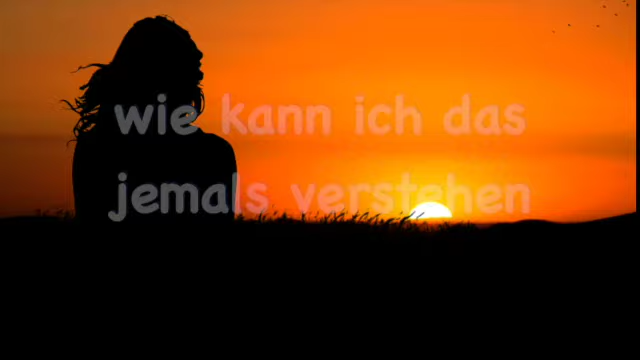 wie kann ich das
jemals verstehen